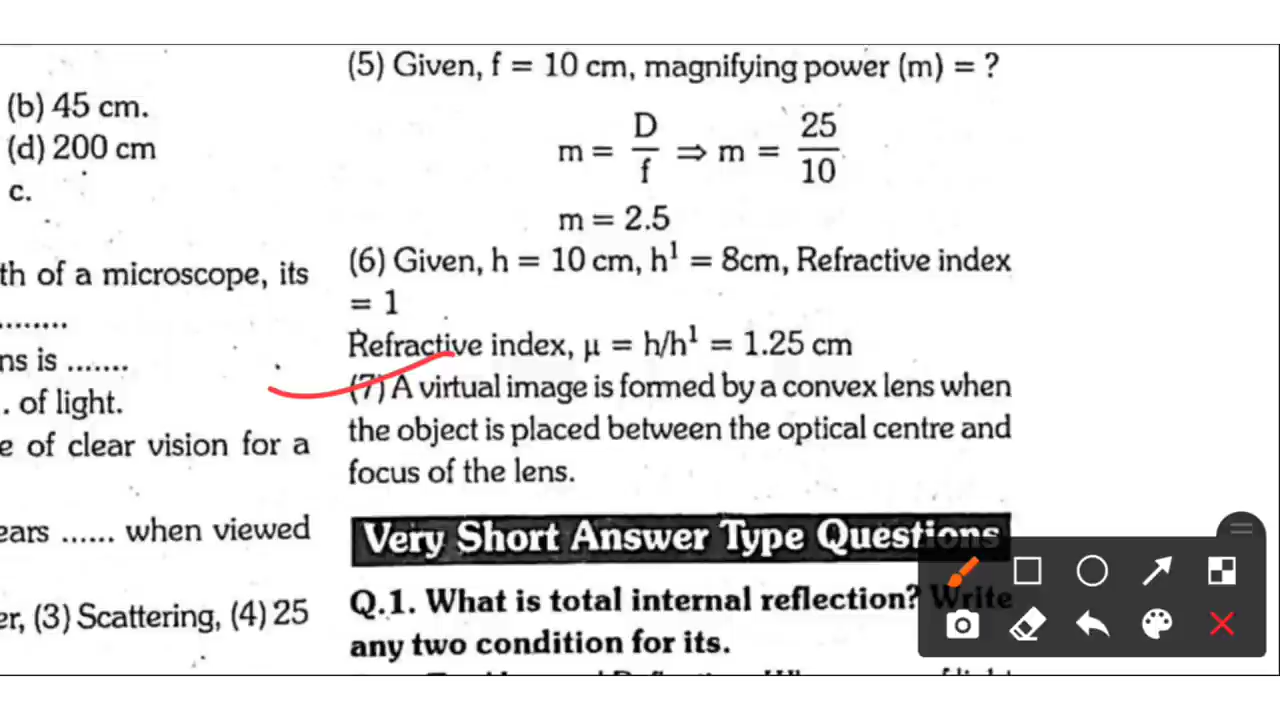 (b) 45 cm.
(d) 200 cm
c.
th of a microscope, its
.........
ns is .......
. of light.
e of clear vision for a
ears ...... when viewed
er, (3) Scattering, (4) 25
(5) Given, f = 10 cm, magnifying power (m) = ?
m = D/f ⇒ m = 25/10
m = 2.5
(6) Given, h = 10 cm, h¹ = 8cm, Refractive index
= 1
Refractive index, μ = h/h¹ = 1.25 cm
(7) A virtual image is formed by a convex lens when
the object is placed between the optical centre and
focus of the lens.
Very Short Answer Type Questions
Q.1. What is total internal reflection? Write
any two condition for its.